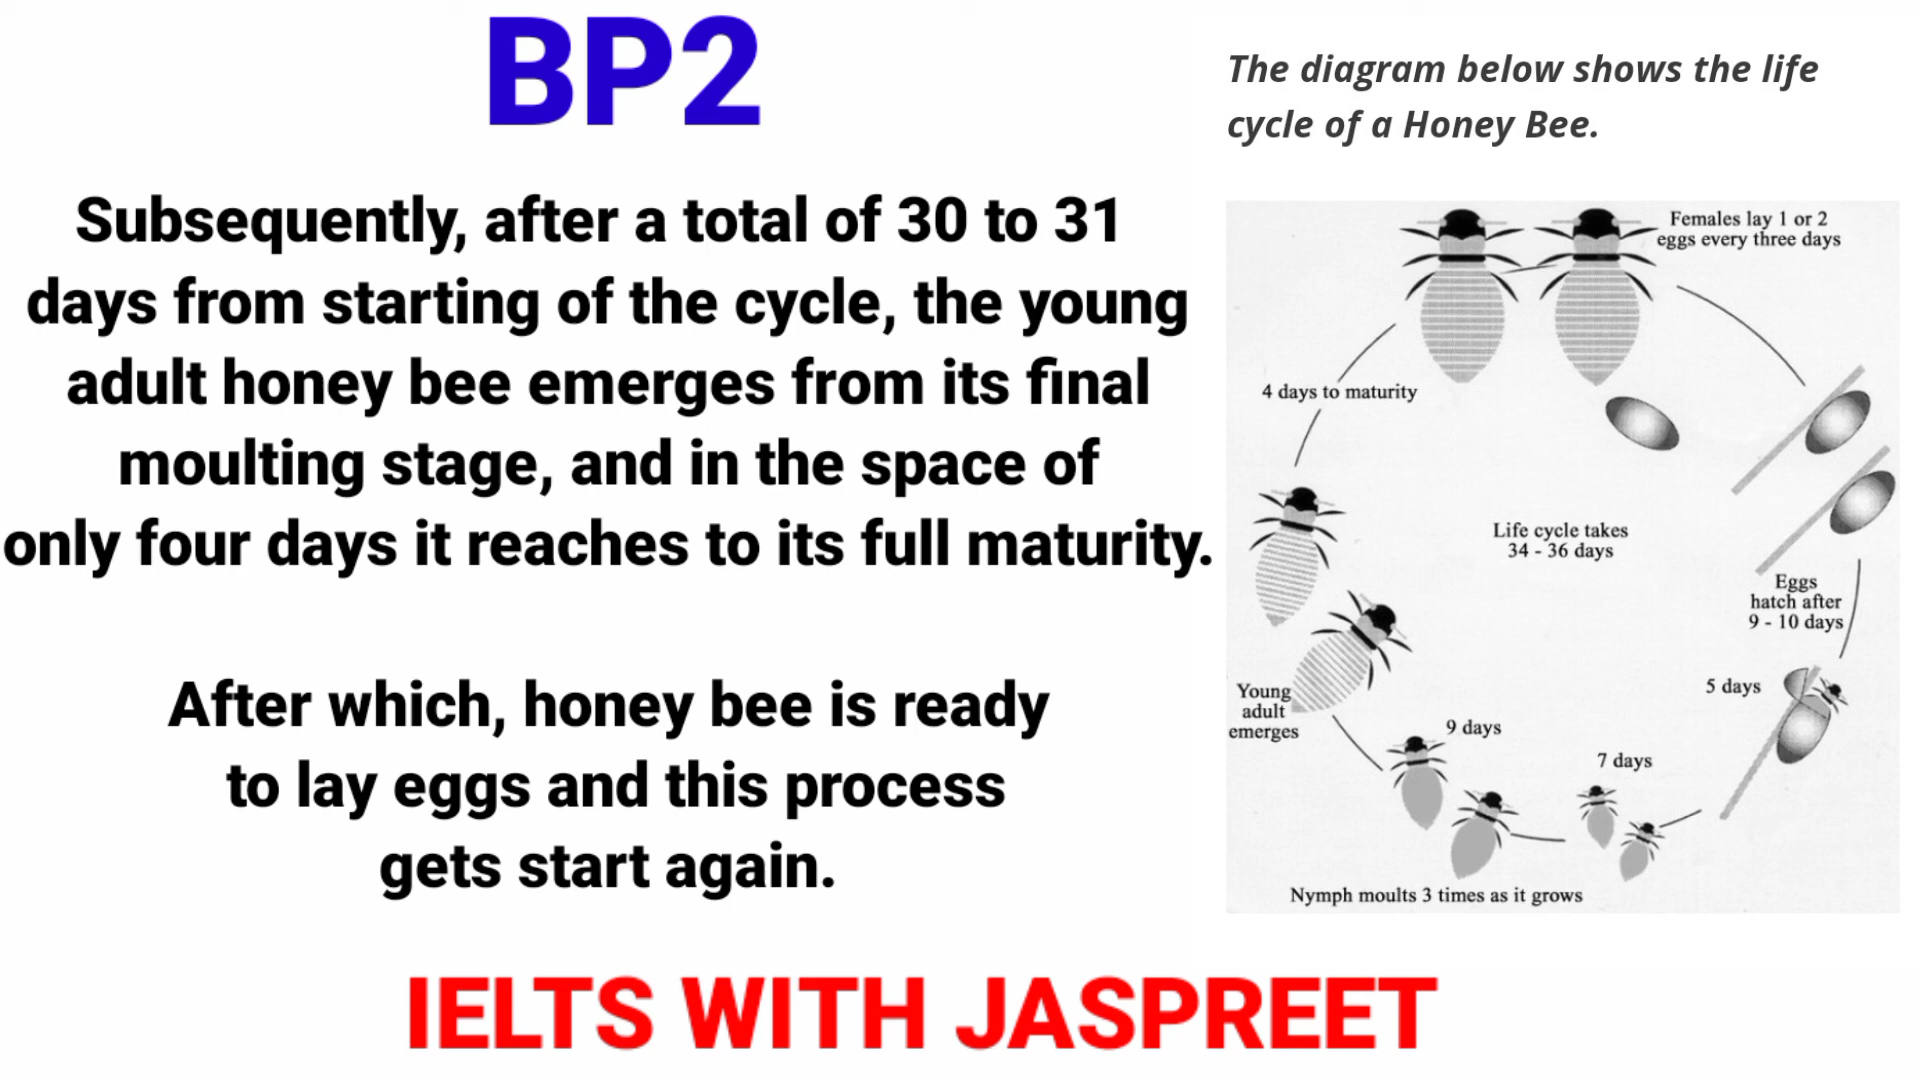 BP2
Subsequently, after a total of 30 to 31
days from starting of the cycle, the young
adult honey bee emerges from its final
moulting stage, and in the space of
only four days it reaches to its full maturity.
After which, honey bee is ready
to lay eggs and this process
gets start again.
The diagram below shows the life
cycle of a Honey Bee.
Females lay 1 or 2
eggs every three days
4 days to maturity
Life cycle takes
34 - 36 days
Eggs
hatch after
9 - 10 days
5 days
Young
adult
emerges
9 days
7 days
Nymph moults 3 times as it grows
IELTS WITH JASPREET